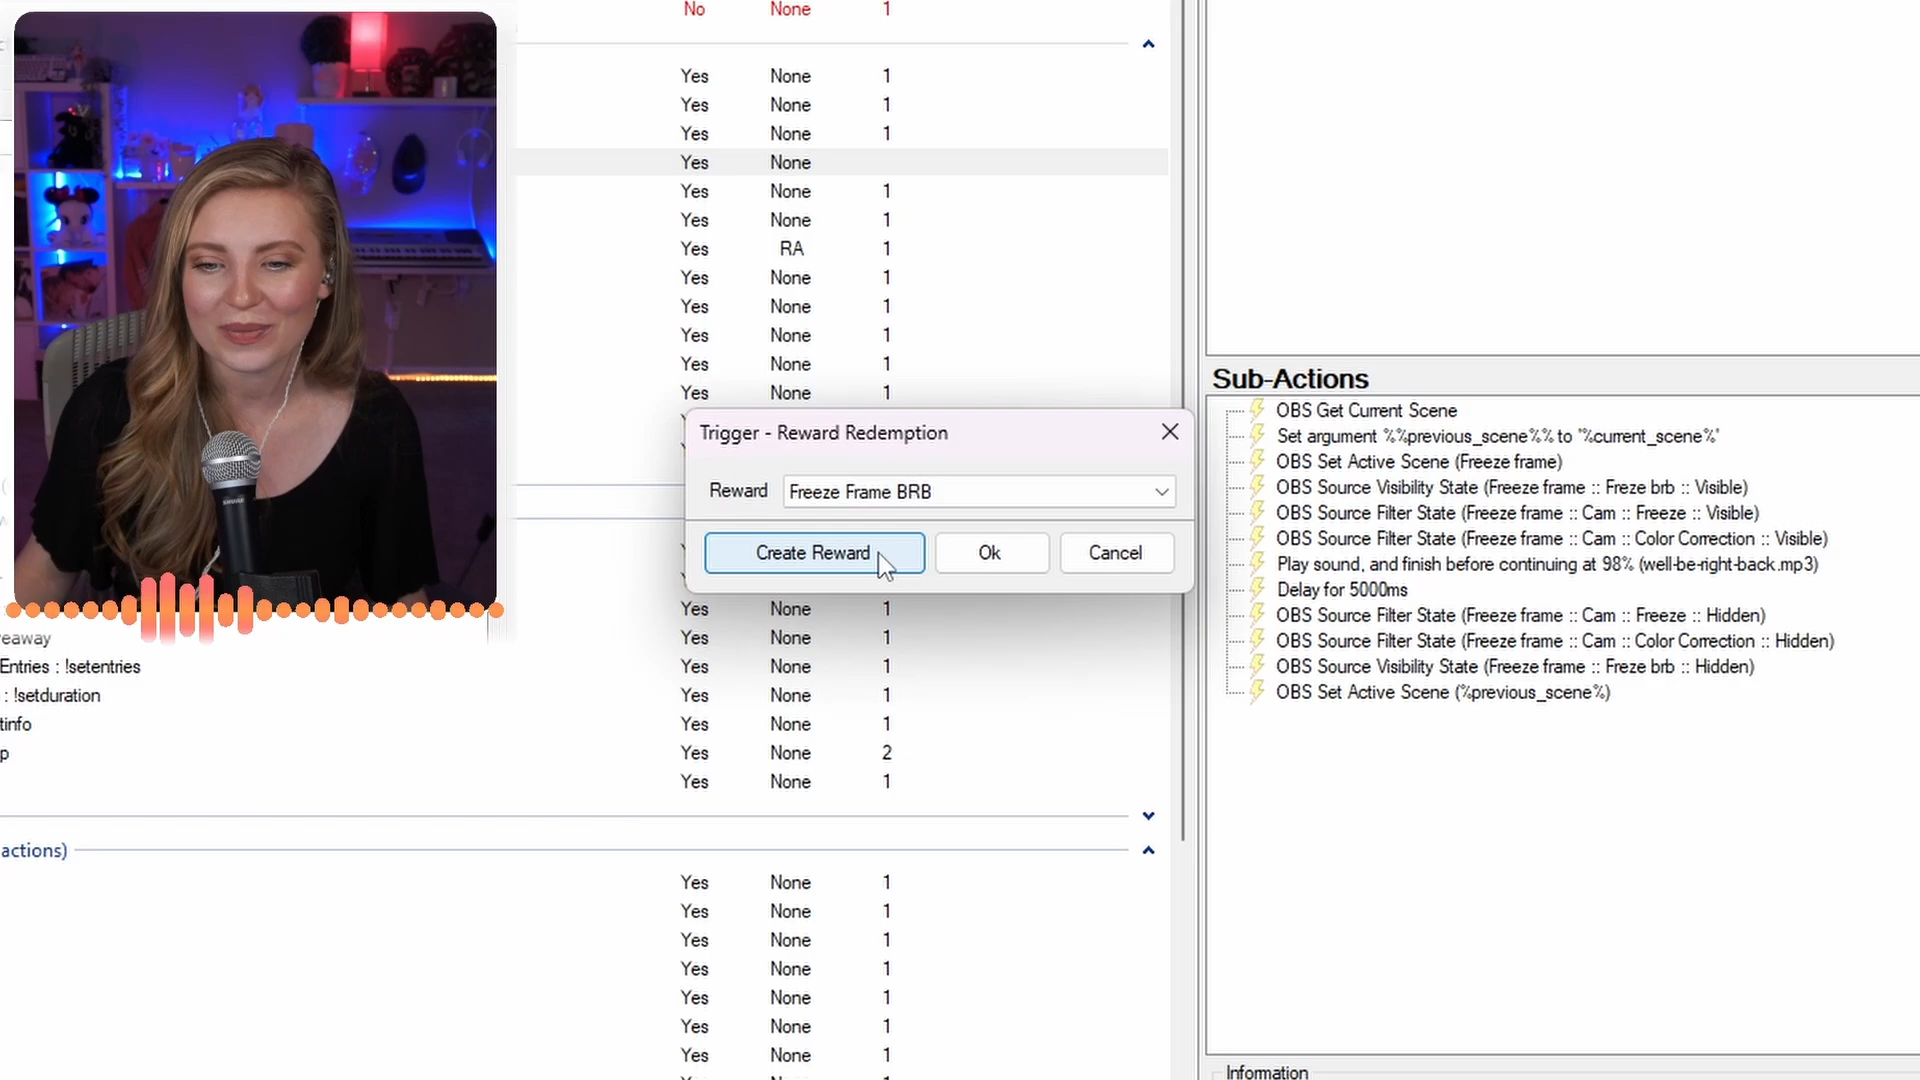 No None 1
Yes None 1
Yes None 1
Yes None 1
Yes None
Yes None 1
Yes None 1
Yes RA 1
Yes None 1
Yes None 1
Yes None 1
Yes None 1
Yes None 1
Trigger - Reward Redemption
Reward Freeze Frame BRB
Create Reward Ok Cancel
Yes None 1
eaway Yes None 1
Entries : !setentries Yes None 1
: !setduration Yes None 1
tinfo Yes None 1
p Yes None 2
Yes None 1
actions)
Yes None 1
Yes None 1
Yes None 1
Yes None 1
Yes None 1
Yes None 1
Yes None 1
Sub-Actions
OBS Get Current Scene
Set argument %%previous_scene%% to '%current_scene%'
OBS Set Active Scene (Freeze frame)
OBS Source Visibility State (Freeze frame :: Freze brb :: Visible)
OBS Source Filter State (Freeze frame :: Cam :: Freeze :: Visible)
OBS Source Filter State (Freeze frame :: Cam :: Color Correction :: Visible)
Play sound, and finish before continuing at 98% (well-be-right-back.mp3)
Delay for 5000ms
OBS Source Filter State (Freeze frame :: Cam :: Freeze :: Hidden)
OBS Source Filter State (Freeze frame :: Cam :: Color Correction :: Hidden)
OBS Source Visibility State (Freeze frame :: Freze brb :: Hidden)
OBS Set Active Scene (%previous_scene%)
Information
SHURE